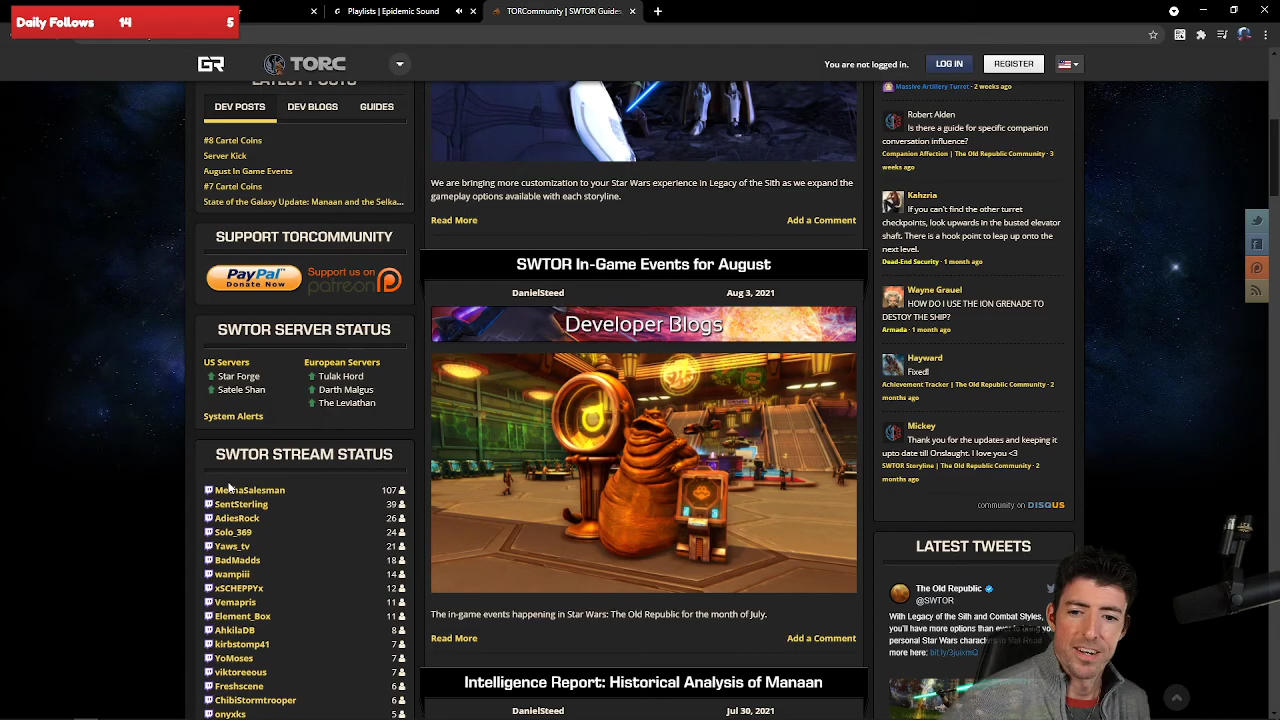 Daily Follows 14 5
Playlists | Epidemic Sound
TORCommunity | SWTOR Guides
GR TORC
You are not logged in.
LOG IN
REGISTER
LATEST POSTS
DEV POSTS DEV BLOGS GUIDES
#8 Cartel Coins
Server Kick
August In Game Events
#7 Cartel Coins
State of the Galaxy Update: Manaan and the Selka...
SUPPORT TORCOMMUNITY
PayPal
Donate Now
Support us on
patreon
SWTOR SERVER STATUS
US Servers European Servers
Star Forge Tulak Hord
Satele Shan Darth Malgus
The Leviathan
System Alerts
SWTOR STREAM STATUS
SentSterling 39
AdiesRock 26
Solo_369 24
Yaws_tv 21
BadMadds 18
wampiii 14
xSCHEPPYx 12
Vemapris 11
Element_Box 11
AhkilaDB 8
kirbstomp41 7
YoMoses 7
viktoreeous 7
Freshscene 6
ChibiStormtrooper 6
onyxks 5
We are bringing more customization to your Star Wars experience in Legacy of the Sith as we expand the
gameplay options available with each storyline.
Read More Add a Comment
SWTOR In-Game Events for August
DanielSteed Aug 3, 2021
Developer Blogs
The in-game events happening in Star Wars: The Old Republic for the month of July.
Read More Add a Comment
Intelligence Report: Historical Analysis of Manaan
DanielSteed Jul 30, 2021
Massive Artillery Turret · 2 weeks ago
Robert Alden
Is there a guide for specific companion
conversation influence?
Companion Affection | The Old Republic Community · 3
weeks ago
Kahzria
If you can't find the other turret
checkpoints, look upwards in the busted elevator
shaft. There is a hook point to leap up onto the
next level.
Dead-End Security · 1 month ago
Wayne Grauel
HOW DO I USE THE ION GRENADE TO
DESTOY THE SHIP?
Armada · 1 month ago
Hayward
Fixed!
Achievement Tracker | The Old Republic Community · 2
months ago
Mickey
Thank you for the updates and keeping it
upto date till Onslaught. I love you <3
SWTOR Storyline | The Old Republic Community · 2
months ago
community on DISQUS
LATEST TWEETS
The Old Republic
@SWTOR
With Legacy of the Sith and Combat Styles,
you'll have more options than ever to
personal Star Wars
more here: bit.ly/3juixmQ